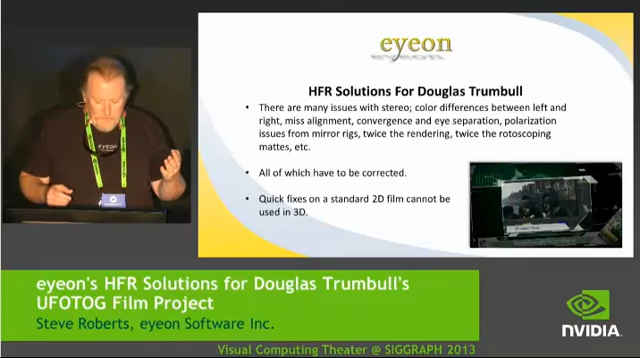 eyeon
HFR Solutions For Douglas Trumbull
• There are many issues with stereo; color differences between left and
right, miss alignment, convergence and eye separation, polarization
issues from mirror rigs, twice the rendering, twice the rotoscoping
mattes, etc.
• All of which have to be corrected.
• Quick fixes on a standard 2D film cannot be
used in 3D.
eyeon
eyeon's HFR Solutions for Douglas Trumbull's
UFOTOG Film Project
Steve Roberts, eyeon Software Inc.
NVIDIA.
Visual Computing Theater @ SIGGRAPH 2013